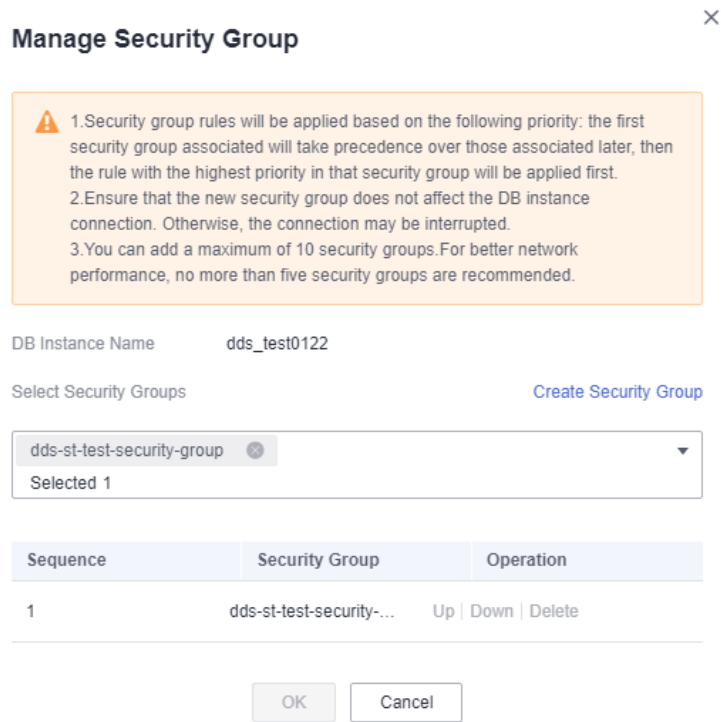 Manage Security Group
1.Security group rules will be applied based on the following priority: the first
security group associated will take precedence over those associated later, then
the rule with the highest priority in that security group will be applied first.
2.Ensure that the new security group does not affect the DB instance
connection. Otherwise, the connection may be interrupted.
3.You can add a maximum of 10 security groups.For better network
performance, no more than five security groups are recommended.
DB Instance Name dds_test0122
Select Security Groups Create Security Group
dds-st-test-security-group
Selected 1
Sequence Security Group Operation
1 dds-st-test-security-... Up Down Delete
OK Cancel